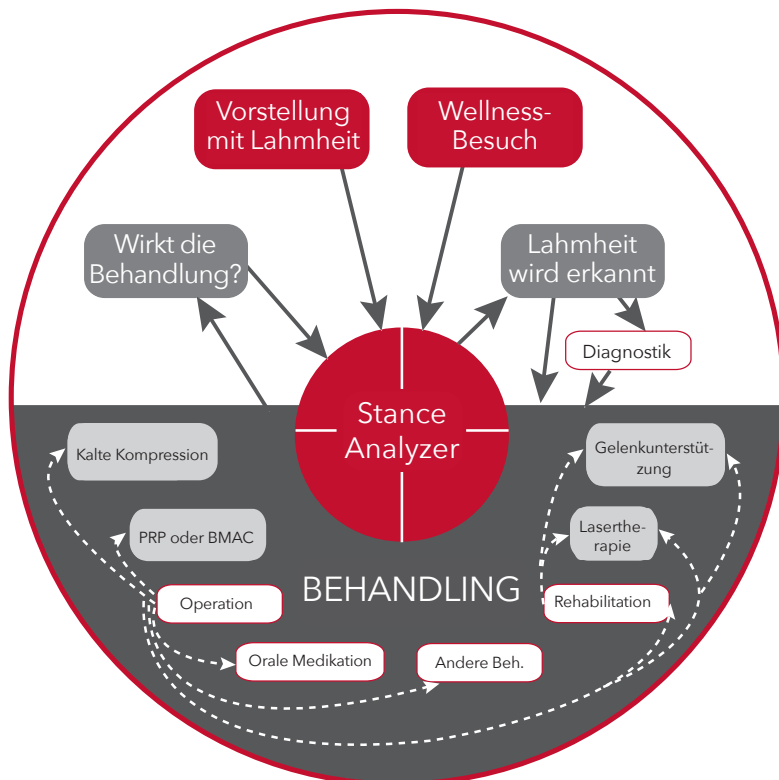 Vorstellung
mit Lahmheit
Wellness-
Besuch
Wirkt die
Behandlung?
Lahmheit
wird erkannt
Diagnostik
Stance
Analyzer
Kalte Kompression
Gelenkunterstüt-
zung
PRP oder BMAC
Laserthe-
rapie
BEHANDLING
Operation
Rehabilitation
Orale Medikation
Andere Beh.